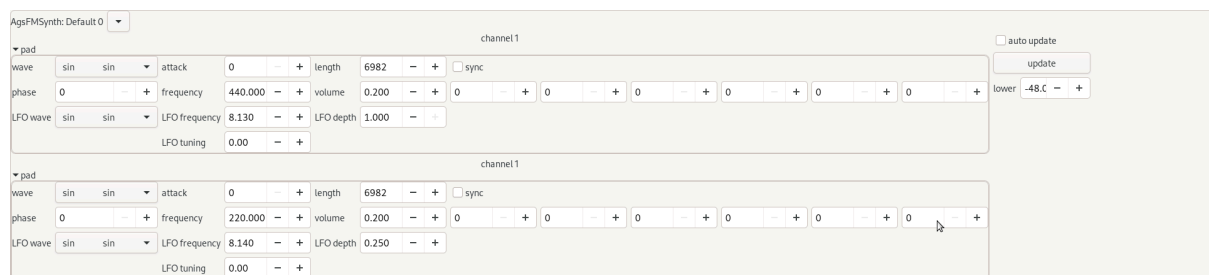 AgsFMSynth: Default 0
channel 1
auto update
pad
update
wave sin sin attack 0 − + length 6982 − + sync
phase 0 − + frequency 440.000 − + volume 0.200 − + 0 − + 0 − + 0 − + 0 − + 0 − + 0 − + lower -48.0 − +
LFO wave sin sin LFO frequency 8.130 − + LFO depth 1.000 − +
LFO tuning 0.00 − +
channel 1
pad
wave sin sin attack 0 − + length 6982 − + sync
phase 0 − + frequency 220.000 − + volume 0.200 − + 0 − + 0 − + 0 − + 0 − + 0 − + 0 − +
LFO wave sin sin LFO frequency 8.140 − + LFO depth 0.250 − +
LFO tuning 0.00 − +